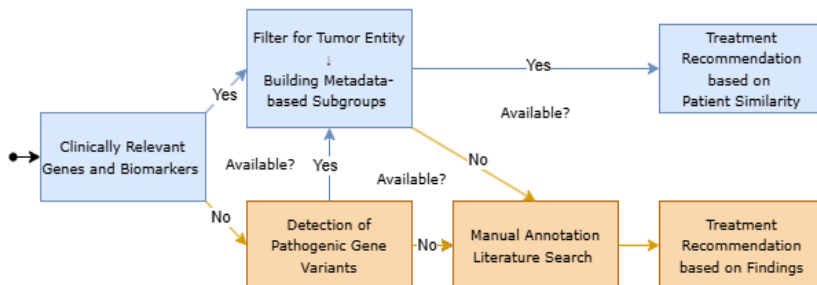 Filter for Tumor Entity
↓
Building Metadata-
based Subgroups
Yes
Treatment
Recommendation
based on
Patient Similarity
Yes
Available?
Clinically Relevant
Genes and Biomarkers
Available?
Yes
Available?
No
No
Detection of
Pathogenic Gene
Variants
No
Manual Annotation
Literature Search
Treatment
Recommendation
based on Findings